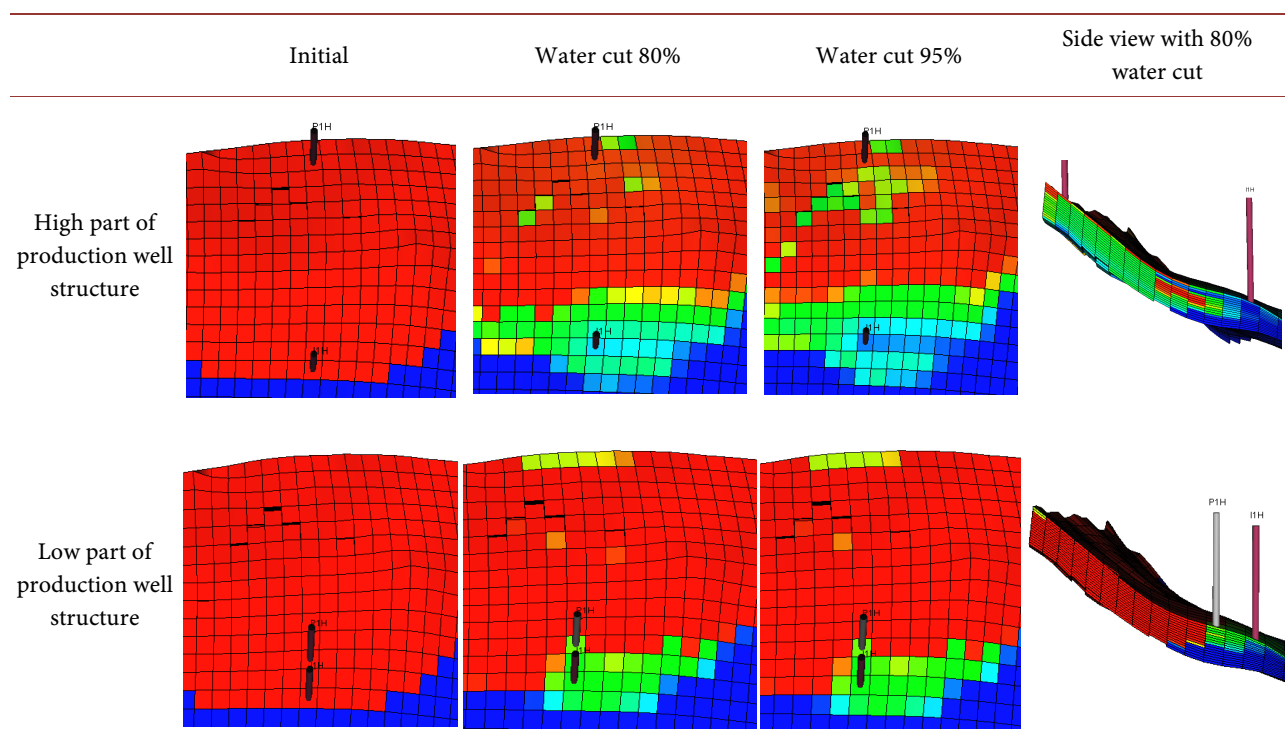 Initial
Water cut 80%
Water cut 95%
Side view with 80%
water cut
High part of
production well
structure
P1H
I1H
P1H
I1H
P1H
I1H
I1H
Low part of
production well
structure
P1H
I1H
P1H
I1H
P1H
I1H
P1H
I1H